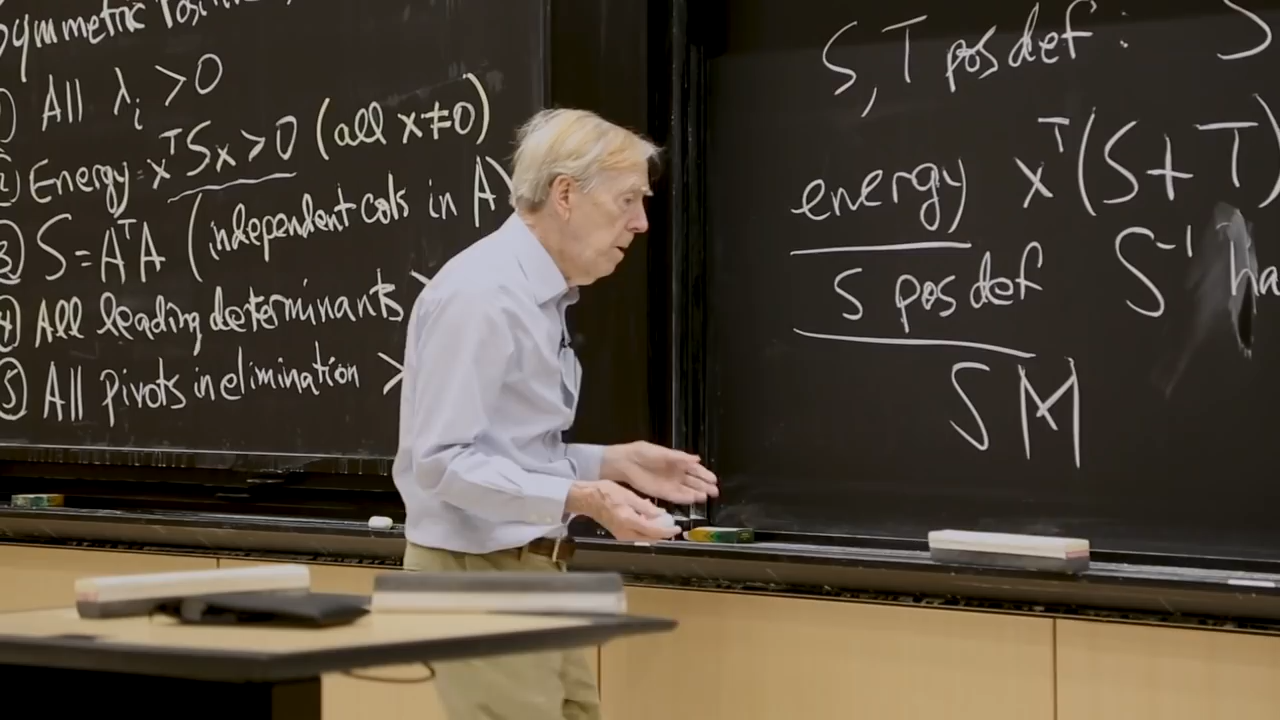 Symmetric Positive
① All λᵢ > 0
② Energy = xᵀSx > 0 (all x ≠ 0)
③ S = AᵀA (independent cols in A)
④ All leading determinants >
⑤ All pivots in elimination >
S, T pos def : S
energy xᵀ(S + T)
S pos def S⁻¹ ha
S M